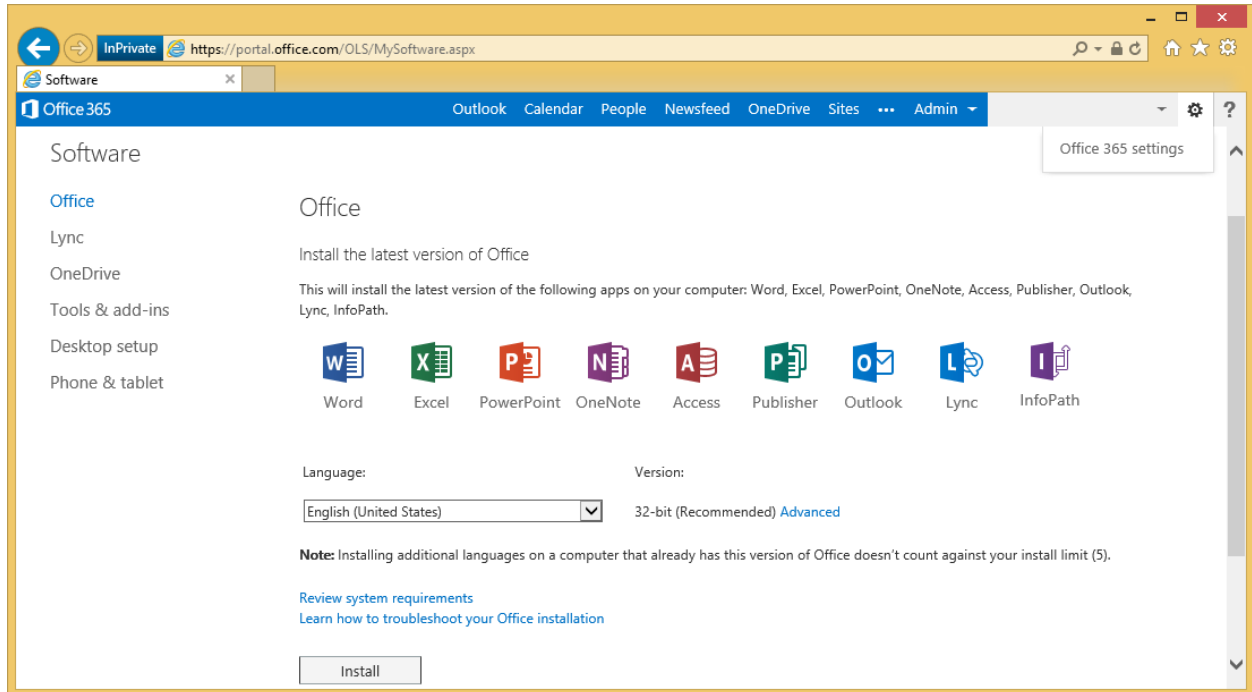 InPrivate https://portal.office.com/OLS/MySoftware.aspx
Software
Office 365 Outlook Calendar People Newsfeed OneDrive Sites ••• Admin ?
Office 365 settings
Software
Office
Lync
OneDrive
Tools & add-ins
Desktop setup
Phone & tablet
Office
Install the latest version of Office
This will install the latest version of the following apps on your computer: Word, Excel, PowerPoint, OneNote, Access, Publisher, Outlook,
Lync, InfoPath.
W X P N A P O L I
Word Excel PowerPoint OneNote Access Publisher Outlook Lync InfoPath
Language: Version:
English (United States) 32-bit (Recommended) Advanced
Note: Installing additional languages on a computer that already has this version of Office doesn't count against your install limit (5).
Review system requirements
Learn how to troubleshoot your Office installation
Install